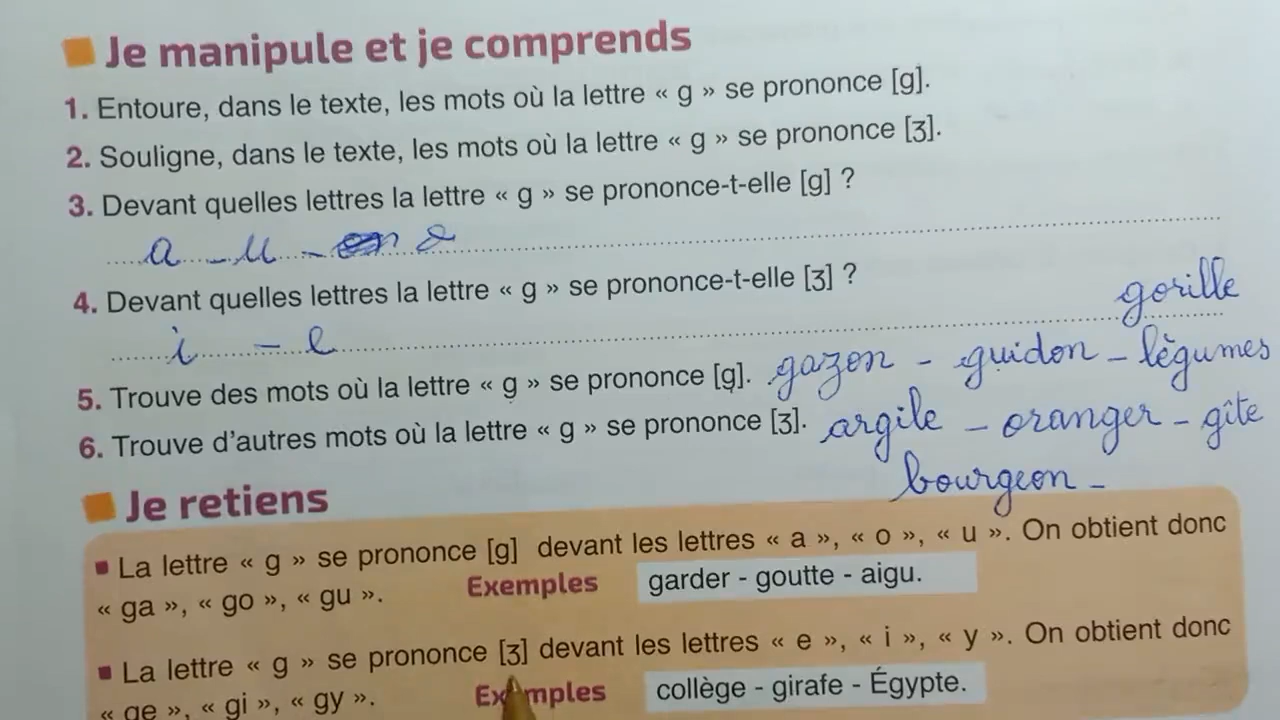 Je manipule et je comprends
1. Entoure, dans le texte, les mots où la lettre « g » se prononce [g].
2. Souligne, dans le texte, les mots où la lettre « g » se prononce [ʒ].
3. Devant quelles lettres la lettre « g » se prononce-t-elle [g] ?
a - u - o
4. Devant quelles lettres la lettre « g » se prononce-t-elle [ʒ] ?
gorille
i - e
5. Trouve des mots où la lettre « g » se prononce [g]. gazon - guidon - lègumes
6. Trouve d'autres mots où la lettre « g » se prononce [ʒ]. argile - oranger - gîte
bourgeon -
Je retiens
La lettre « g » se prononce [g] devant les lettres « a », « o », « u ». On obtient donc
« ga », « go », « gu ». Exemples garder - goutte - aigu.
La lettre « g » se prononce [ʒ] devant les lettres « e », « i », « y ». On obtient donc
« ge », « gi », « gy ». Exemples collège - girafe - Égypte.